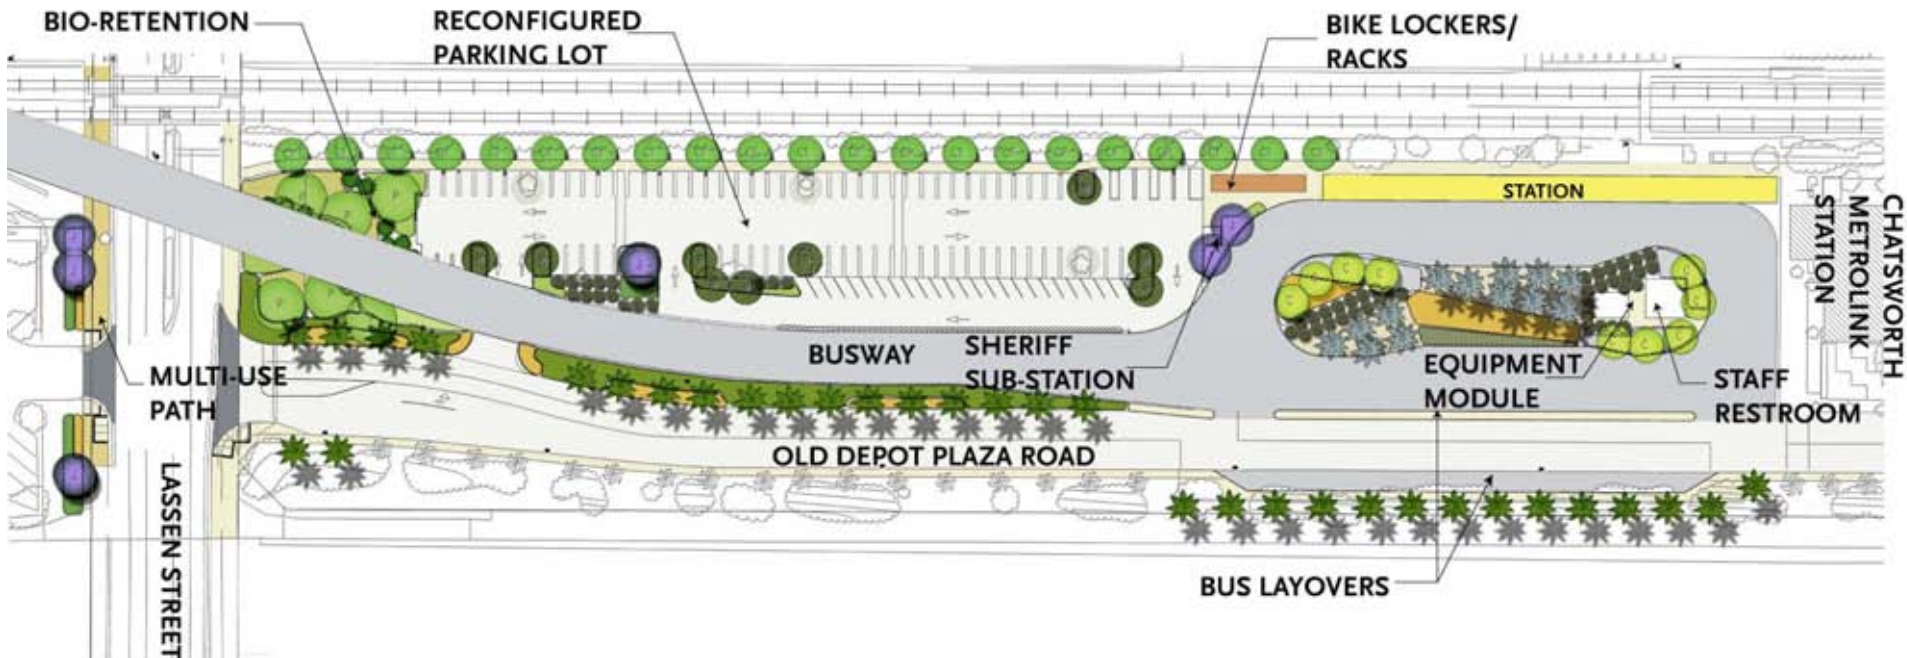 BIO-RETENTION
RECONFIGURED
PARKING LOT
BIKE LOCKERS/
RACKS
STATION
CHATSWORTH
METROLINK
STATION
BUSWAY
SHERIFF
SUB-STATION
EQUIPMENT
MODULE
STAFF
RESTROOM
MULTI-USE
PATH
OLD DEPOT PLAZA ROAD
LASSEN STREET
BUS LAYOVERS